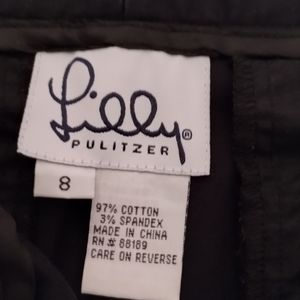 Lilly®
PULITZER
8
97% COTTON
3% SPANDEX
MADE IN CHINA
RN# 88189
CARE ON REVERSE